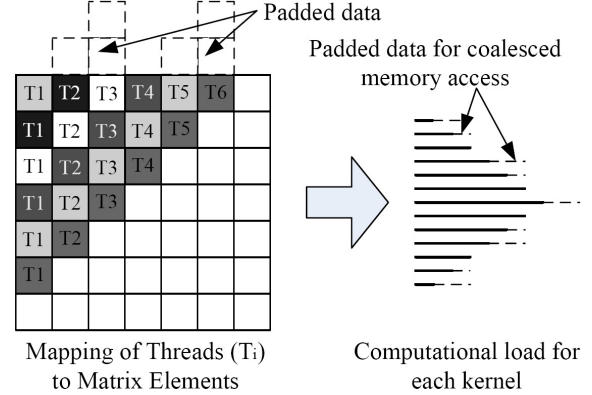 Padded data
Padded data for coalesced
memory access
T1 T2 T3 T4 T5 T6
T1 T2 T3 T4 T5
T1 T2 T3 T4
T1 T2 T3
T1 T2
T1
Mapping of Threads (Ti)
to Matrix Elements
Computational load for
each kernel